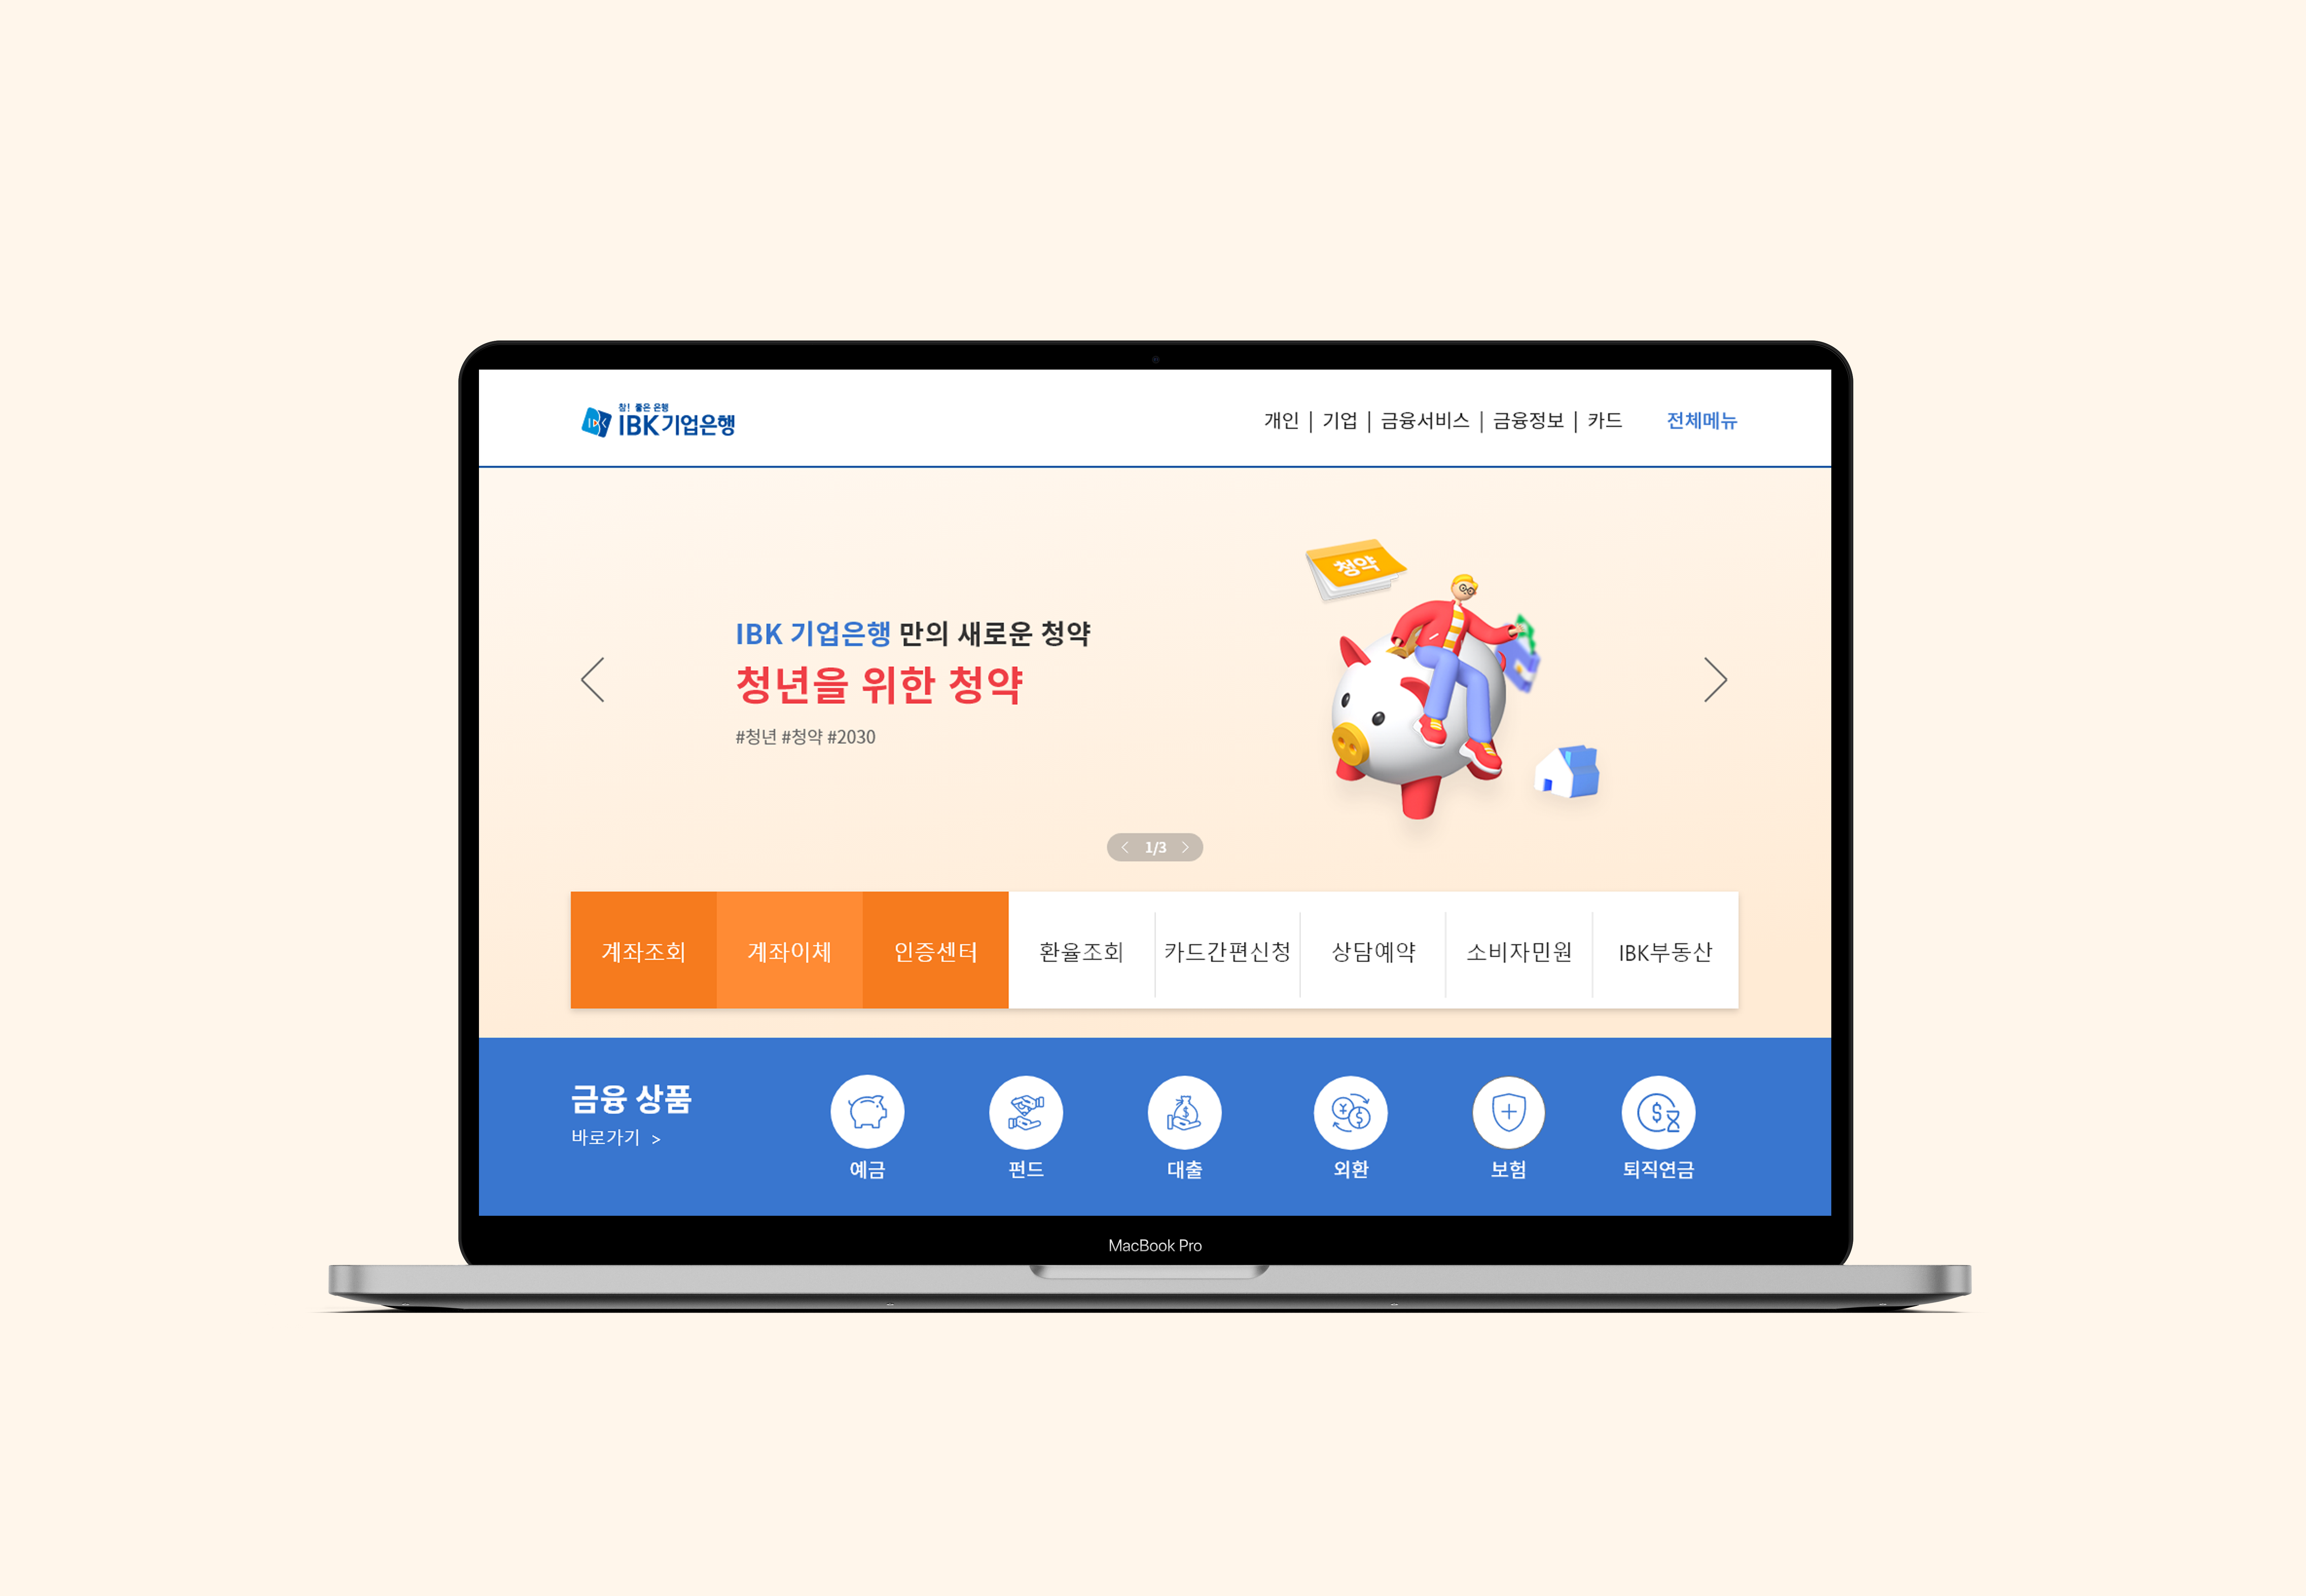 참! 좋은 은행
IBK기업은행
개인 | 기업 | 금융서비스 | 금융정보 | 카드 전체메뉴
청약
IBK 기업은행 만의 새로운 청약
청년을 위한 청약
#청년 #청약 #2030
< 1/3 >
계좌조회 계좌이체 인증센터 환율조회 카드간편신청 상담예약 소비자민원 IBK부동산
금융 상품
바로가기 >
예금 펀드 대출 외환 보험 퇴직연금
MacBook Pro